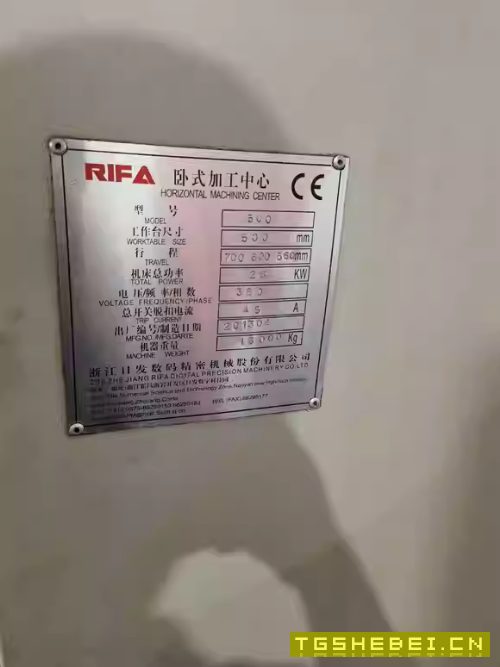 RIFA 卧式加工中心 CE
HORIZONTAL MACHINING CENTER
型 号 500
MODEL
工作台尺寸 500 mm
WORKTABLE SIZE
行 程 700 600 560mm
TRAVEL
机床总功率 25 KW
TOTAL POWER
电压/频率/相数 380
VOLTAGE FREQUENCY/PHASE
总开关脱扣电流 45 A
TRIP CURRENT
出厂编号/制造日期 201304
MFG.NO./MFG.DARTE
机器重量 16000 Kg
MACHINE WEIGHT
浙江日发数码精密机械股份有限公司
ZHEJIANG RIFA DIGITAL PRECISION MACHINERY CO.LTD
TGSHEBEI.CN